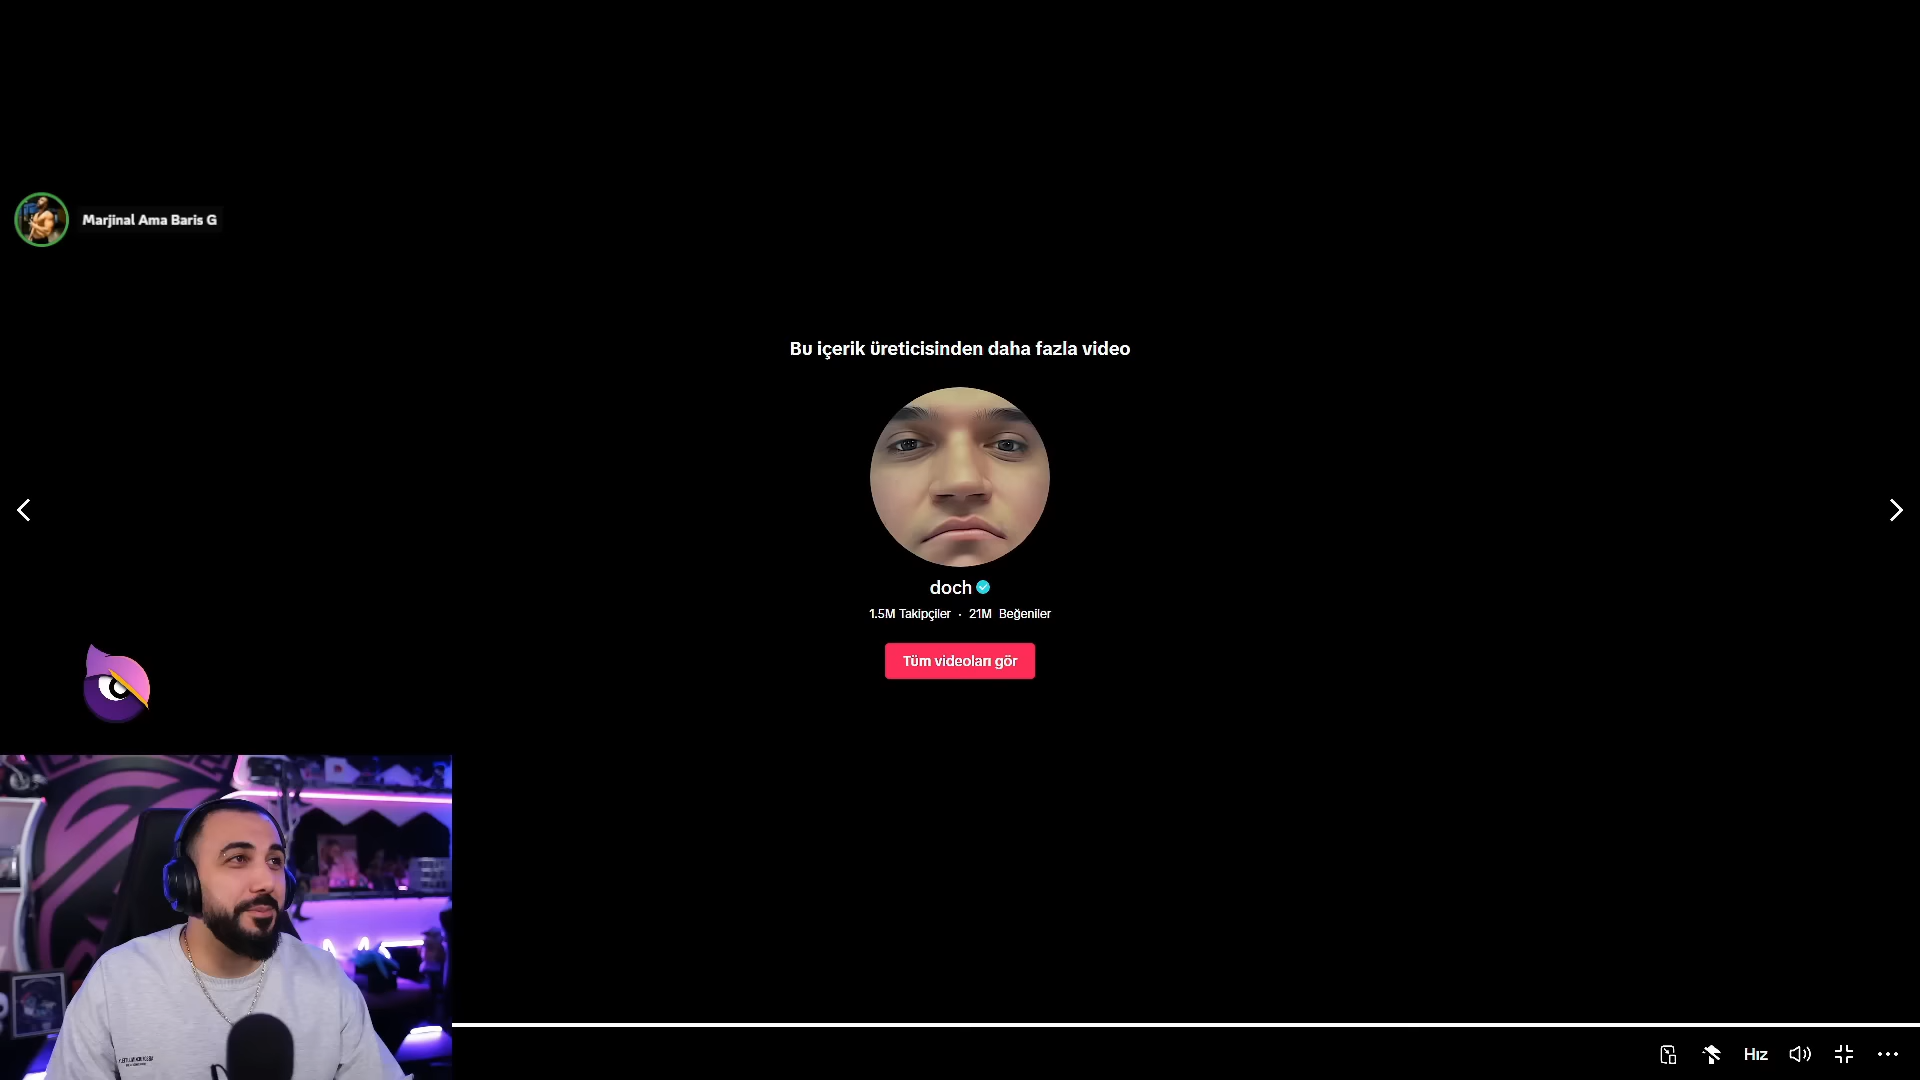 Marjinal Ama Baris G
Bu içerik üreticisinden daha fazla video
doch
1.5M Takipçiler · 21M Beğeniler
Tüm videoları gör
Hız